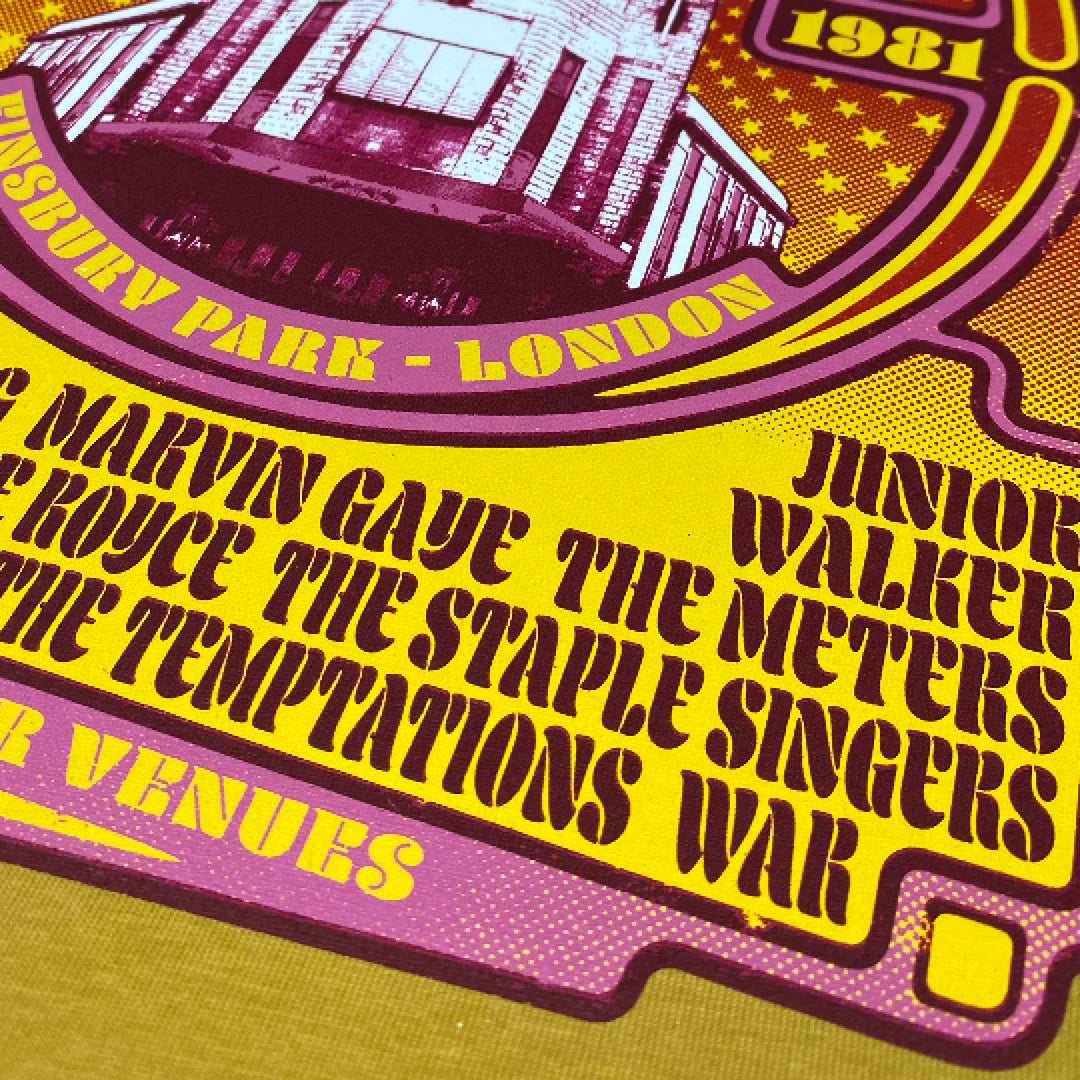 1981
FINSBURY PARK - LONDON
MARVIN GAYE THE METERS JUNIOR WALKER
ROYCE THE STAPLE SINGERS
THE TEMPTATIONS WAR
VENUES